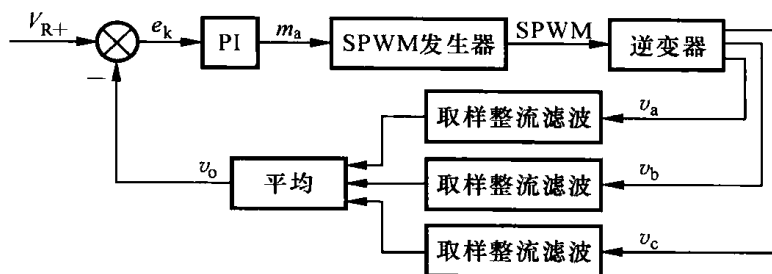 V_R+
e_k
PI
m_a
SPWM发生器
SPWM
逆变器
−
取样整流滤波
v_a
v_o
平均
取样整流滤波
v_b
取样整流滤波
v_c